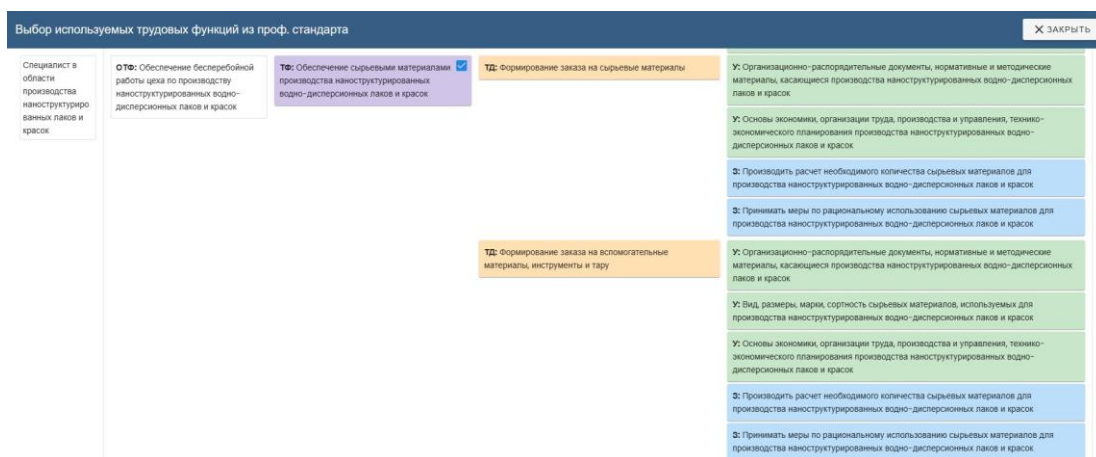 Выбор используемых трудовых функций из проф. стандарта
ЗАКРЫТЬ
Специалист в
области
производства
наноструктуриро
ванных лаков и
красок
ОТФ: Обеспечение бесперебойной
работы цеха по производству
наноструктурированных водно-
дисперсионных лаков и красок
ТФ: Обеспечение сырьевыми материалами
производства наноструктурированных
водно-дисперсионных лаков и красок
ТД: Формирование заказа на сырьевые материалы
У: Организационно-распорядительные документы, нормативные и методические
материалы, касающиеся производства наноструктурированных водно-дисперсионных
лаков и красок
У: Основы экономики, организации труда, производства и управления, технико-
экономического планирования производства наноструктурированных водно-
дисперсионных лаков и красок
З: Производить расчет необходимого количества сырьевых материалов для
производства наноструктурированных водно-дисперсионных лаков и красок
З: Принимать меры по рациональному использованию сырьевых материалов для
производства наноструктурированных водно-дисперсионных лаков и красок
ТД: Формирование заказа на вспомогательные
материалы, инструменты и тару
У: Организационно-распорядительные документы, нормативные и методические
материалы, касающиеся производства наноструктурированных водно-дисперсионных
лаков и красок
У: Вид, размеры, марки, сортность сырьевых материалов, используемых для
производства наноструктурированных водно-дисперсионных лаков и красок
У: Основы экономики, организации труда, производства и управления, технико-
экономического планирования производства наноструктурированных водно-
дисперсионных лаков и красок
З: Производить расчет необходимого количества сырьевых материалов для
производства наноструктурированных водно-дисперсионных лаков и красок
З: Принимать меры по рациональному использованию сырьевых материалов для
производства наноструктурированных водно-дисперсионных лаков и красок